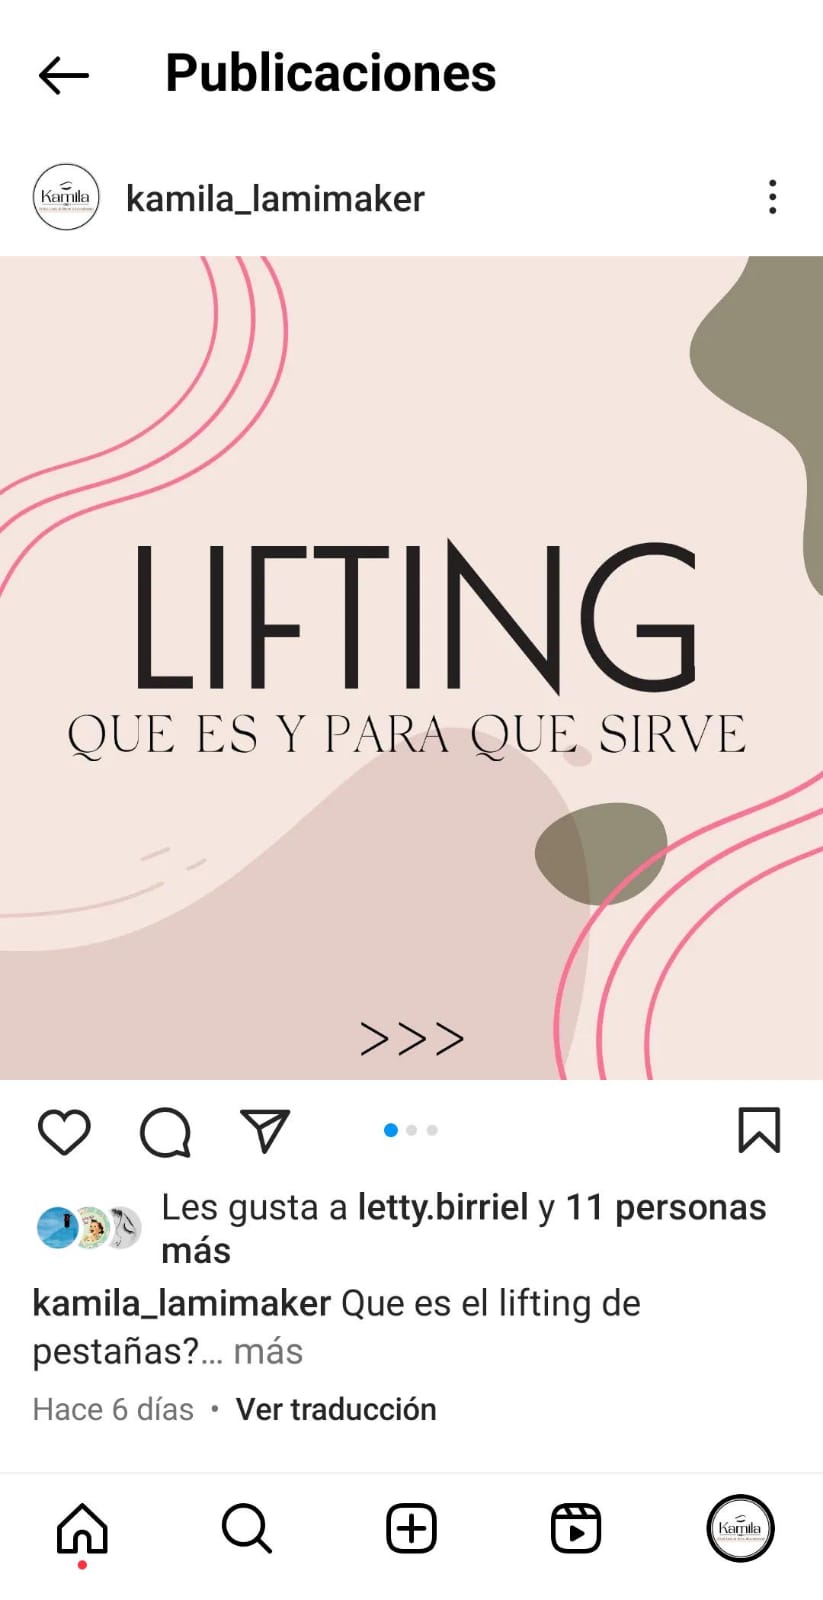 Publicaciones
Kamila
kamila_lamimaker
LIFTING
QUE ES Y PARA QUE SIRVE
>>>
Les gusta a letty.birriel y 11 personas
más
kamila_lamimaker Que es el lifting de
pestañas?... más
Hace 6 días • Ver traducción
Kamila